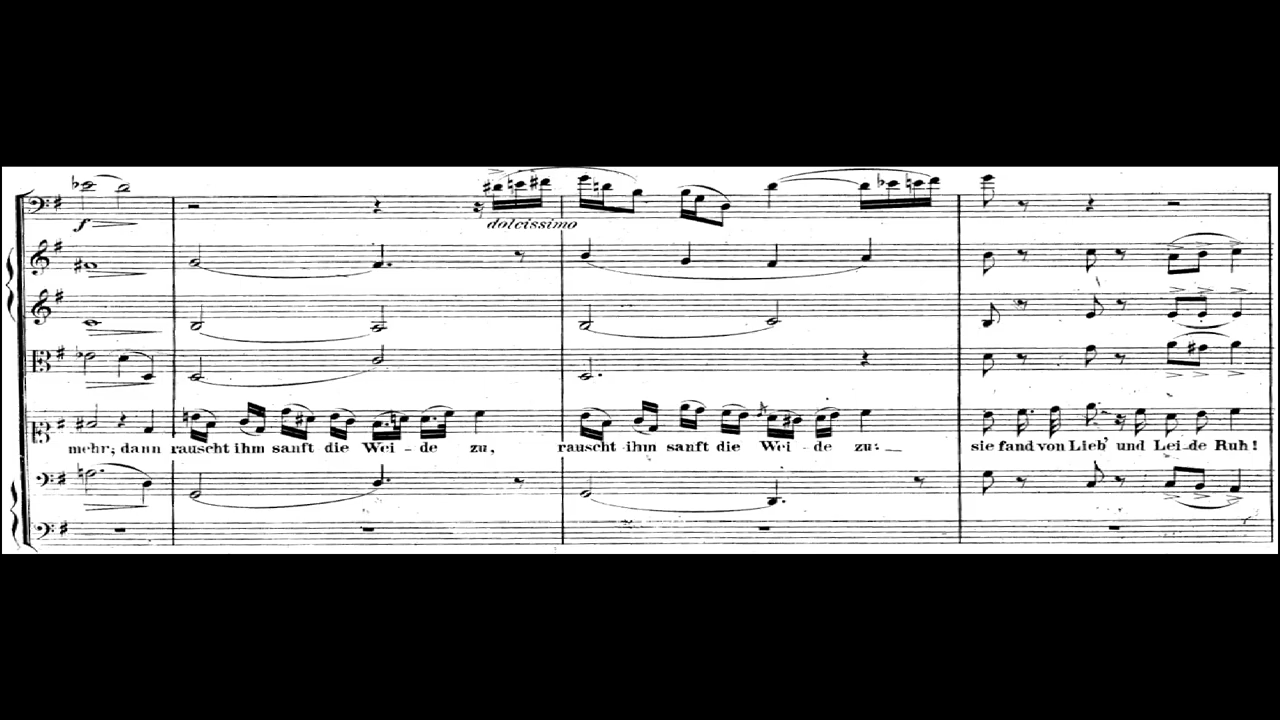 f
dolcissimo
mehr; dann rauscht ihm sanft die Wei-de zu, rauscht ihm sanft die Wei-de zu: sie fand von Lieb' und Lei-de Ruh!